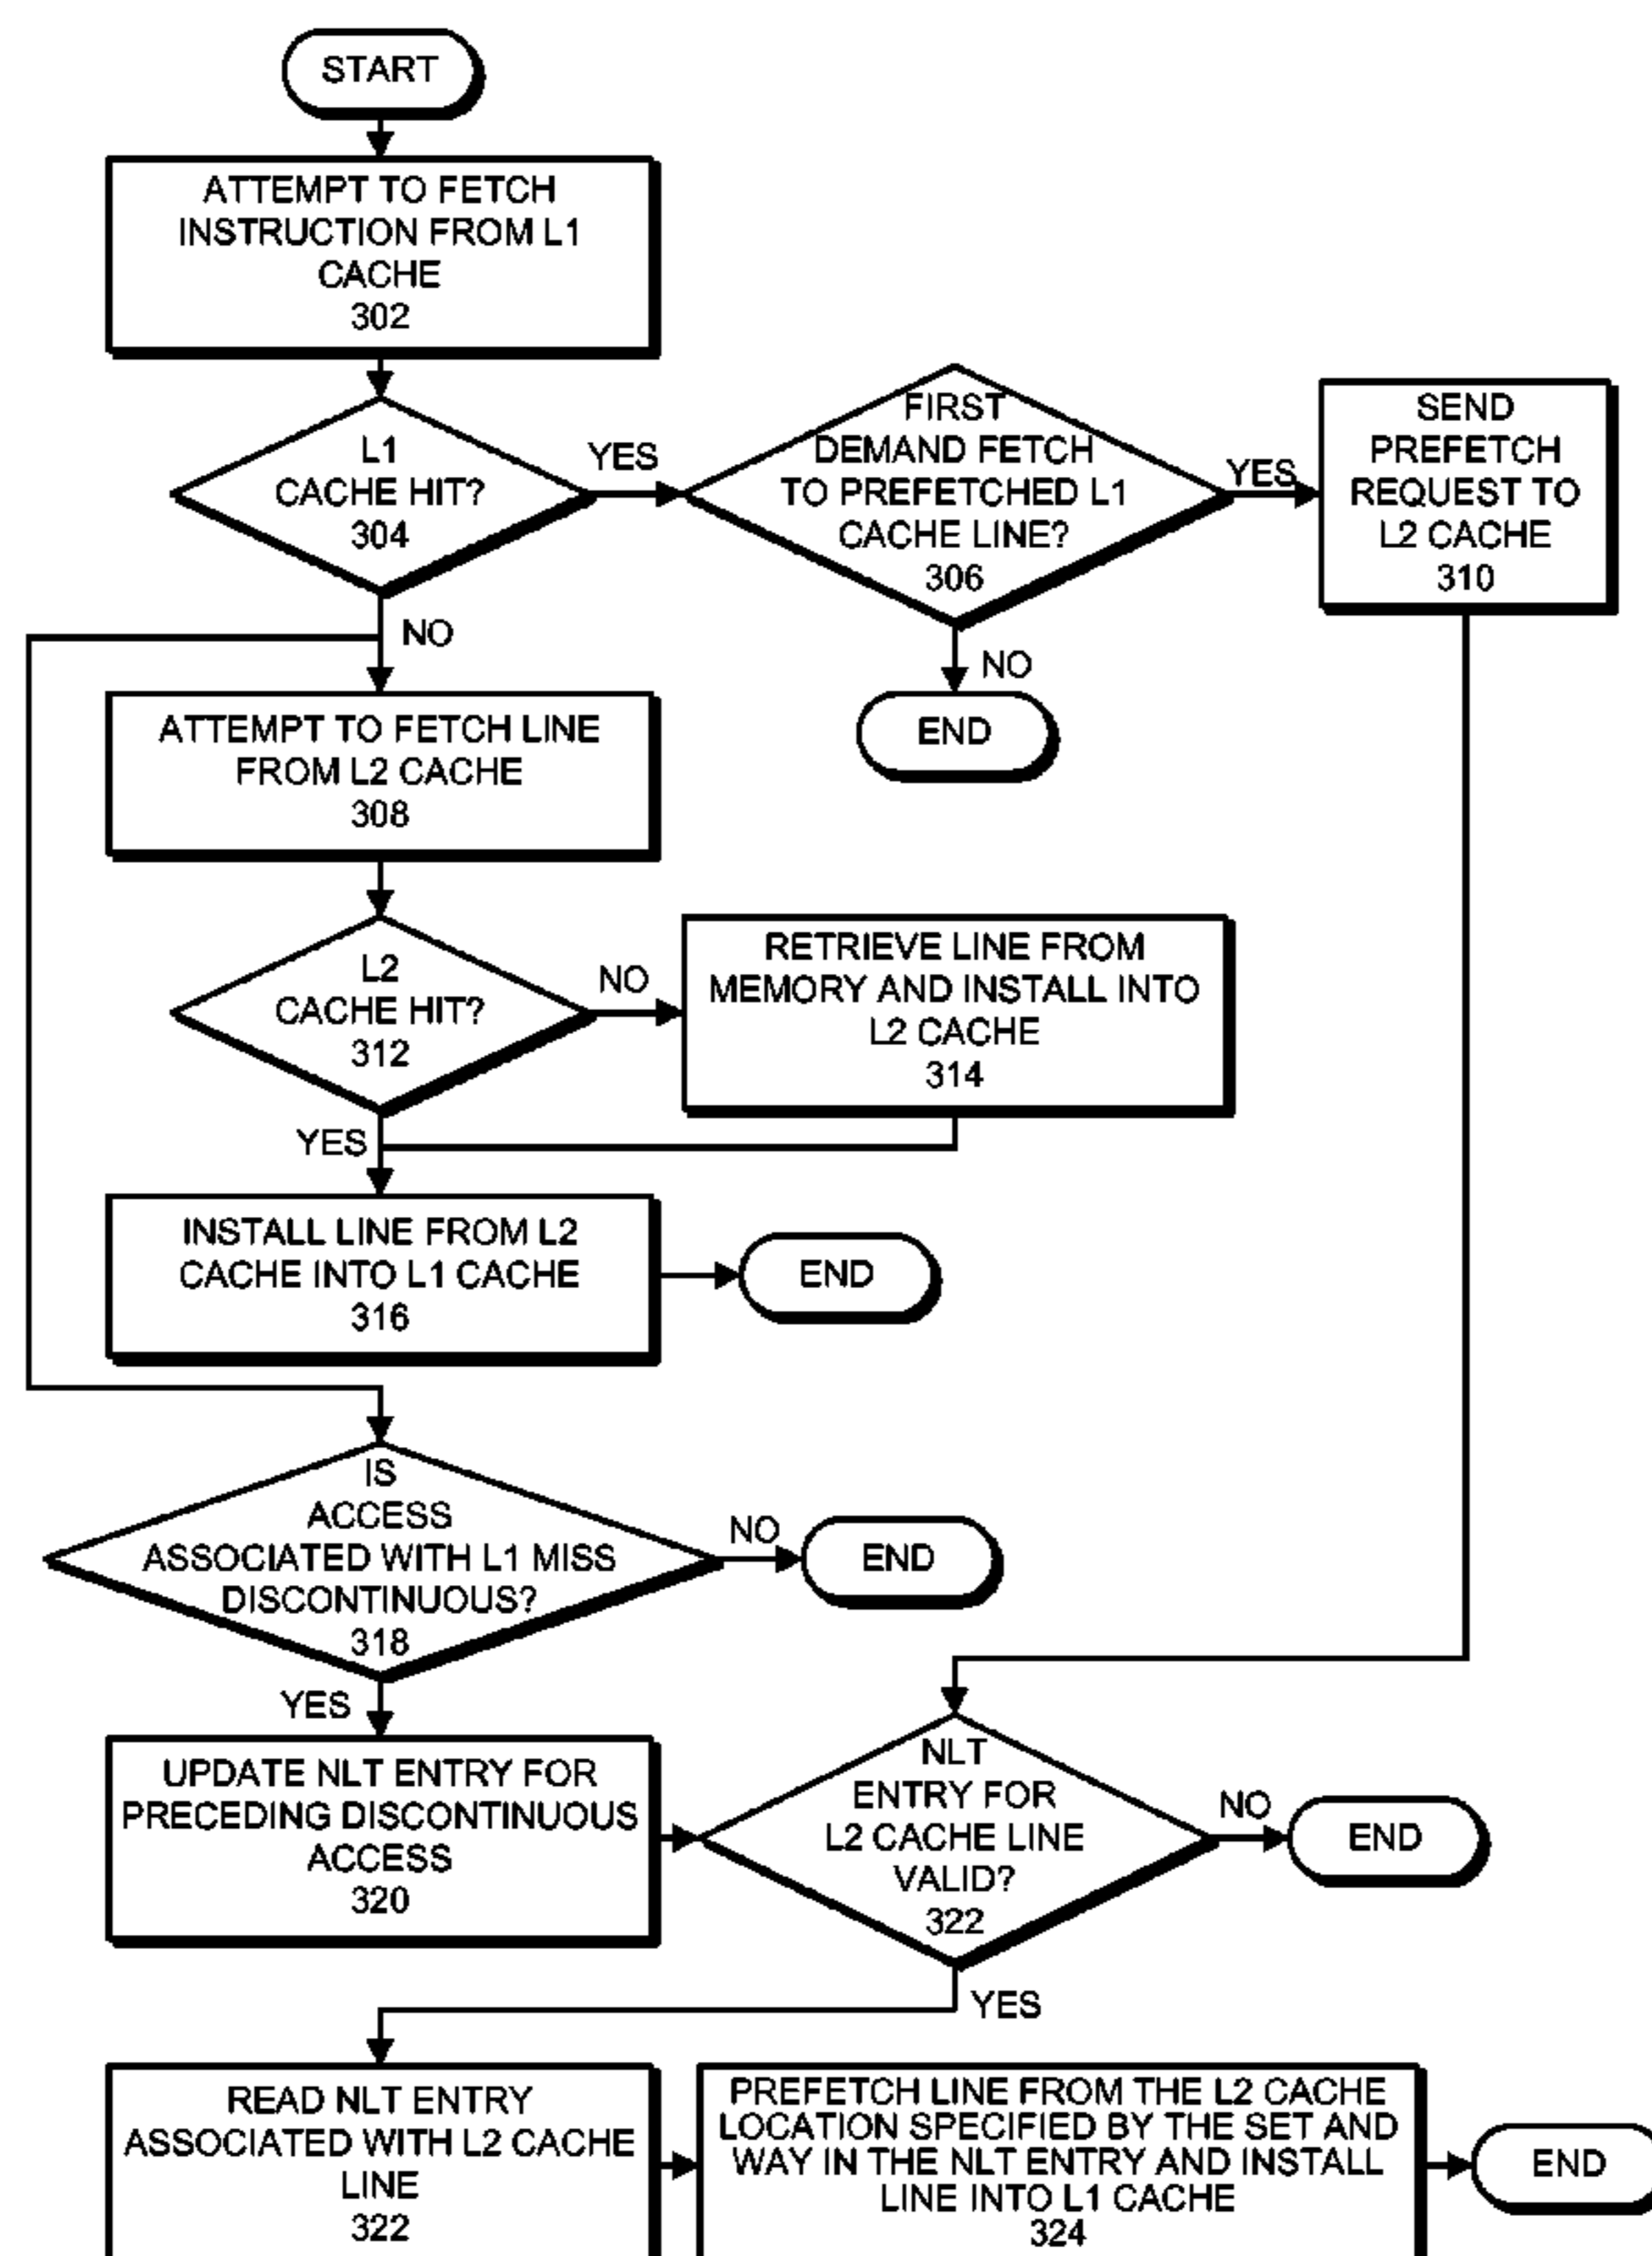 START
ATTEMPT TO FETCH
INSTRUCTION FROM L1
CACHE
302
L1
CACHE HIT?
304
YES
FIRST
DEMAND FETCH
TO PREFETCHED L1
CACHE LINE?
306
YES
SEND
PREFETCH
REQUEST TO
L2 CACHE
310
NO
NO
END
ATTEMPT TO FETCH LINE
FROM L2 CACHE
308
L2
CACHE HIT?
312
NO
RETRIEVE LINE FROM
MEMORY AND INSTALL INTO
L2 CACHE
314
YES
INSTALL LINE FROM L2
CACHE INTO L1 CACHE
316
END
IS
ACCESS
ASSOCIATED WITH L1 MISS
DISCONTINUOUS?
318
NO
END
YES
UPDATE NLT ENTRY FOR
PRECEDING DISCONTINUOUS
ACCESS
320
NLT
ENTRY FOR
L2 CACHE LINE
VALID?
322
NO
END
YES
READ NLT ENTRY
ASSOCIATED WITH L2 CACHE
LINE
322
PREFETCH LINE FROM THE L2 CACHE
LOCATION SPECIFIED BY THE SET AND
WAY IN THE NLT ENTRY AND INSTALL
LINE INTO L1 CACHE
324
END